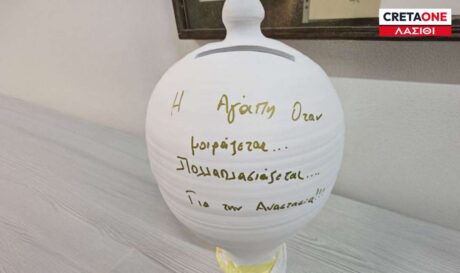 CRETAONE
ΛΑΣΙΘΙ
Η Αγάπη Όταν
μοιράζεται...
Πολλαπλασιάζεται....
Για την Αναστασία!!!